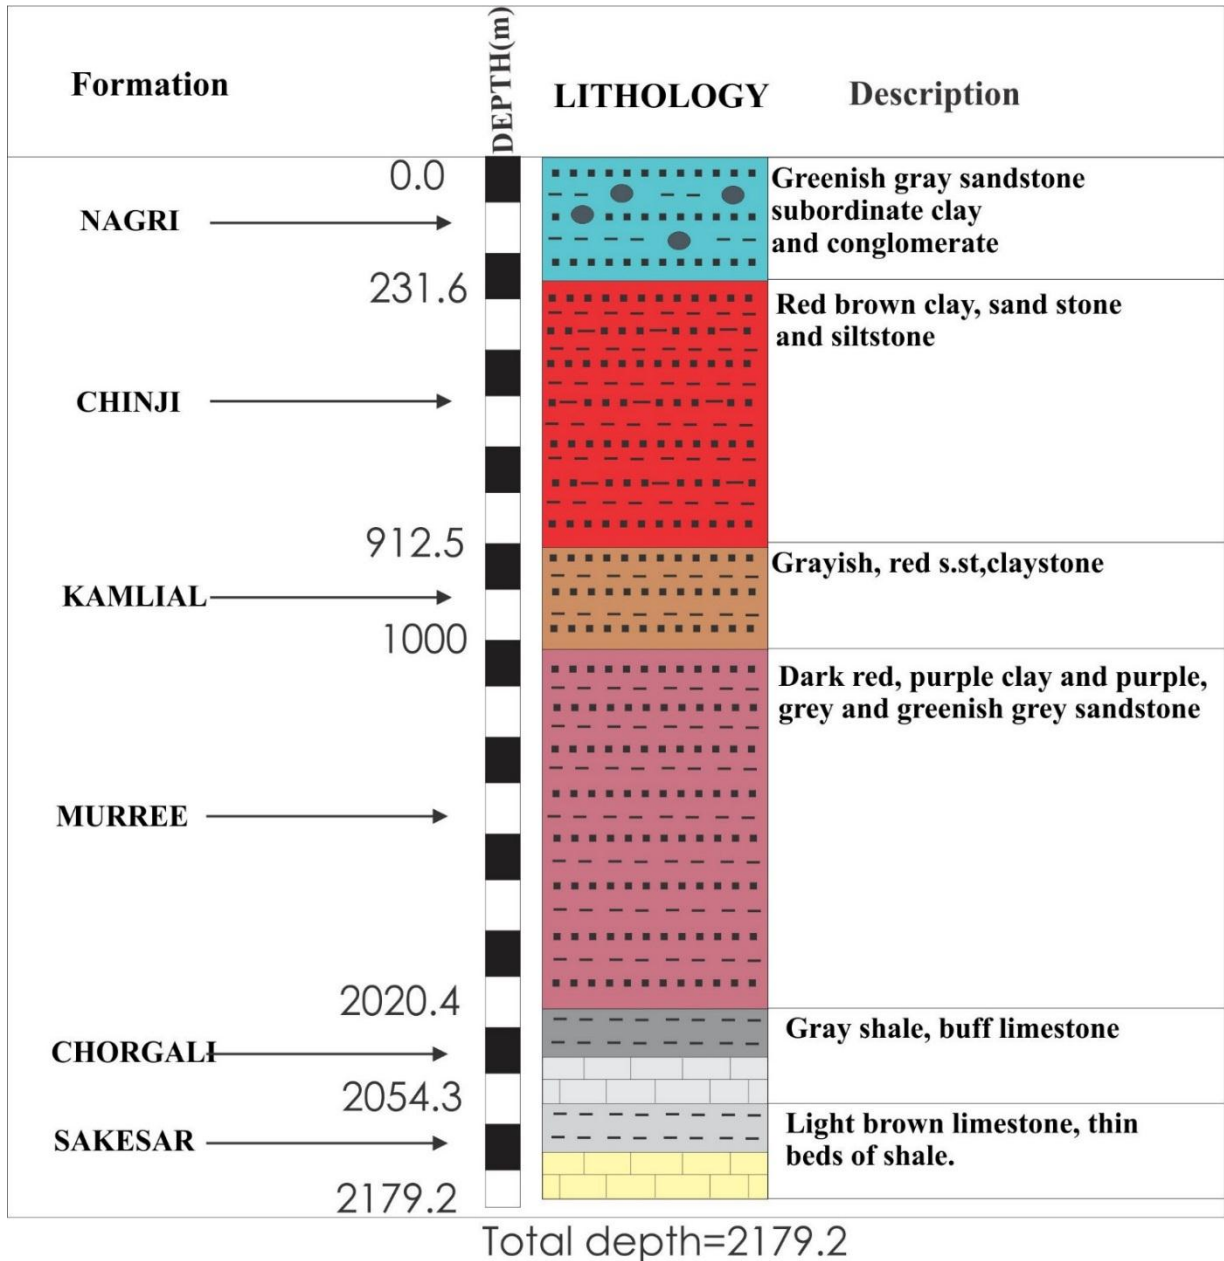 Formation
DEPTH(m)
LITHOLOGY
Description
0.0
NAGRI
Greenish gray sandstone
subordinate clay
and conglomerate
231.6
CHINJI
Red brown clay, sand stone
and siltstone
912.5
KAMLIAL
Grayish, red s.st,claystone
1000
MURREE
Dark red, purple clay and purple,
grey and greenish grey sandstone
2020.4
CHORGALI
Gray shale, buff limestone
2054.3
SAKESAR
Light brown limestone, thin
beds of shale.
2179.2
Total depth=2179.2